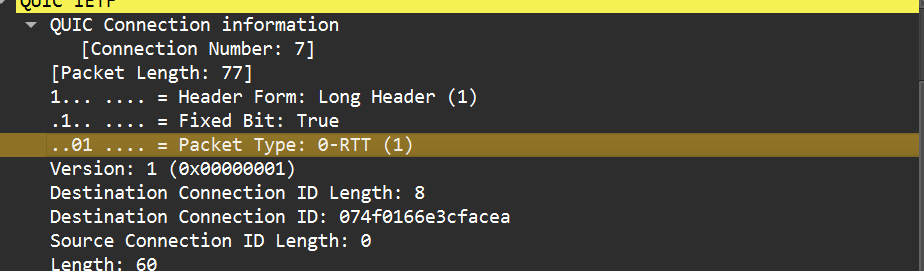 QUIC IETF
QUIC Connection information
[Connection Number: 7]
[Packet Length: 77]
1... .... = Header Form: Long Header (1)
.1.. .... = Fixed Bit: True
..01 .... = Packet Type: 0-RTT (1)
Version: 1 (0x00000001)
Destination Connection ID Length: 8
Destination Connection ID: 074f0166e3cfacea
Source Connection ID Length: 0
Length: 60